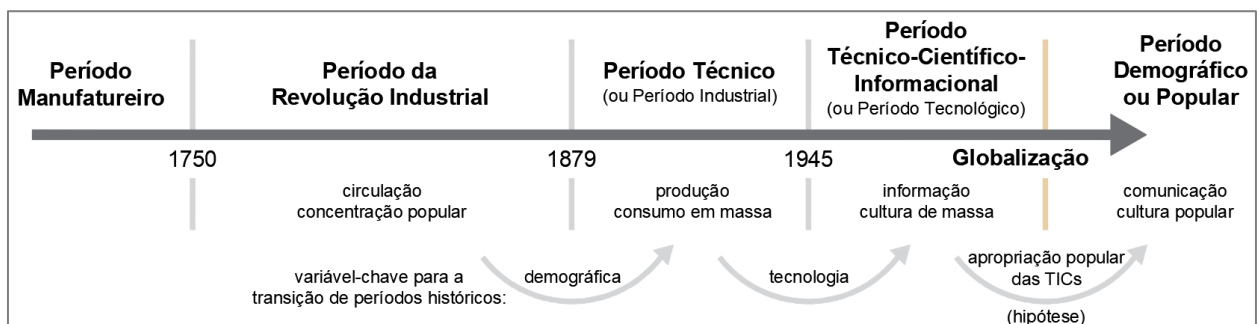 Período
Manufatureiro
Período da
Revolução Industrial
Período Técnico
(ou Período Industrial)
Período
Técnico-Científico-
Informacional
(ou Período Tecnológico)
Período
Demográfico
ou Popular
1750
1879
1945
Globalização
circulação
concentração popular
produção
consumo em massa
informação
cultura de massa
comunicação
cultura popular
variável-chave para a
transição de períodos históricos:
demográfica
tecnologia
apropriação popular
das TICs
(hipótese)